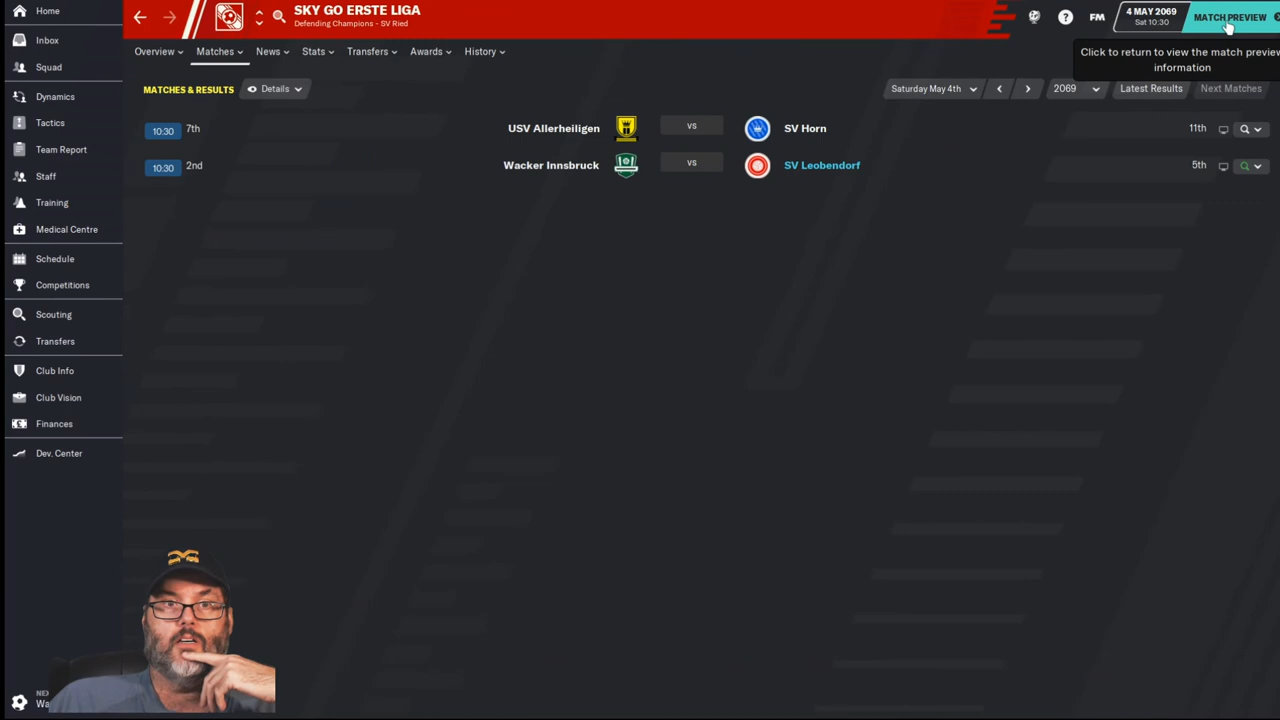 Home
SKY GO ERSTE LIGA
Defending Champions - SV Ried
4 MAY 2069
Sat 10:30
MATCH PREVIEW
FM
Click to return to view the match preview
information
Overview
Matches
News
Stats
Transfers
Awards
History
MATCHES & RESULTS
Details
Saturday May 4th
2069
Latest Results
Next Matches
10:30 7th USV Allerheiligen vs SV Horn 11th
10:30 2nd Wacker Innsbruck vs SV Leobendorf 5th
Inbox
Squad
Dynamics
Tactics
Team Report
Staff
Training
Medical Centre
Schedule
Competitions
Scouting
Transfers
Club Info
Club Vision
Finances
Dev. Center